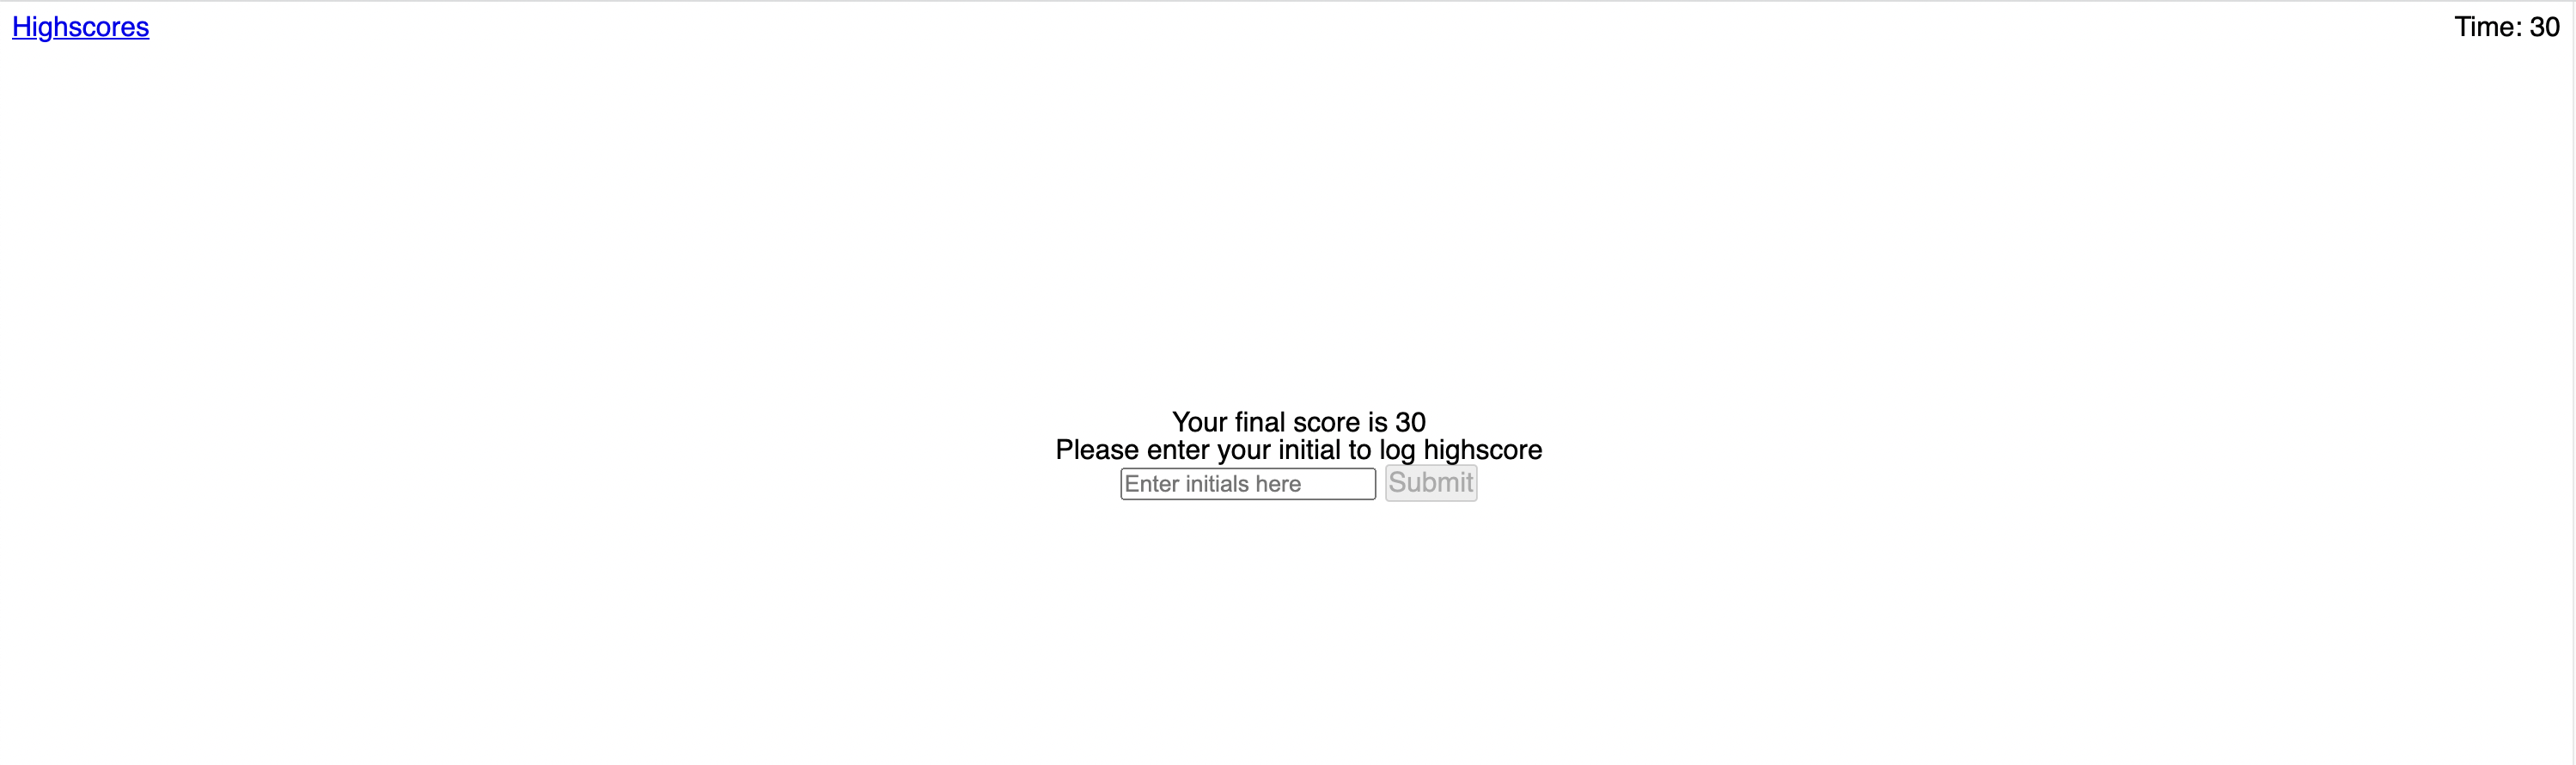 Highscores
Time: 30
Your final score is 30
Please enter your initial to log highscore
Enter initials here Submit